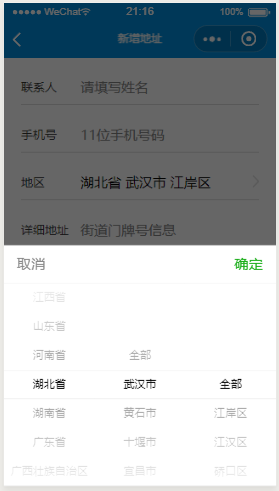 ●●●●● WeChat 21:16 100%
新增地址
联系人 请填写姓名
手机号 11位手机号码
地区 湖北省 武汉市 江岸区
详细地址 街道门牌号信息
取消 确定
江西省
山东省
河南省 全部
湖北省 武汉市 全部
湖南省 黄石市 江岸区
广东省 十堰市 江汉区
广西壮族自治区 宜昌市 硚口区